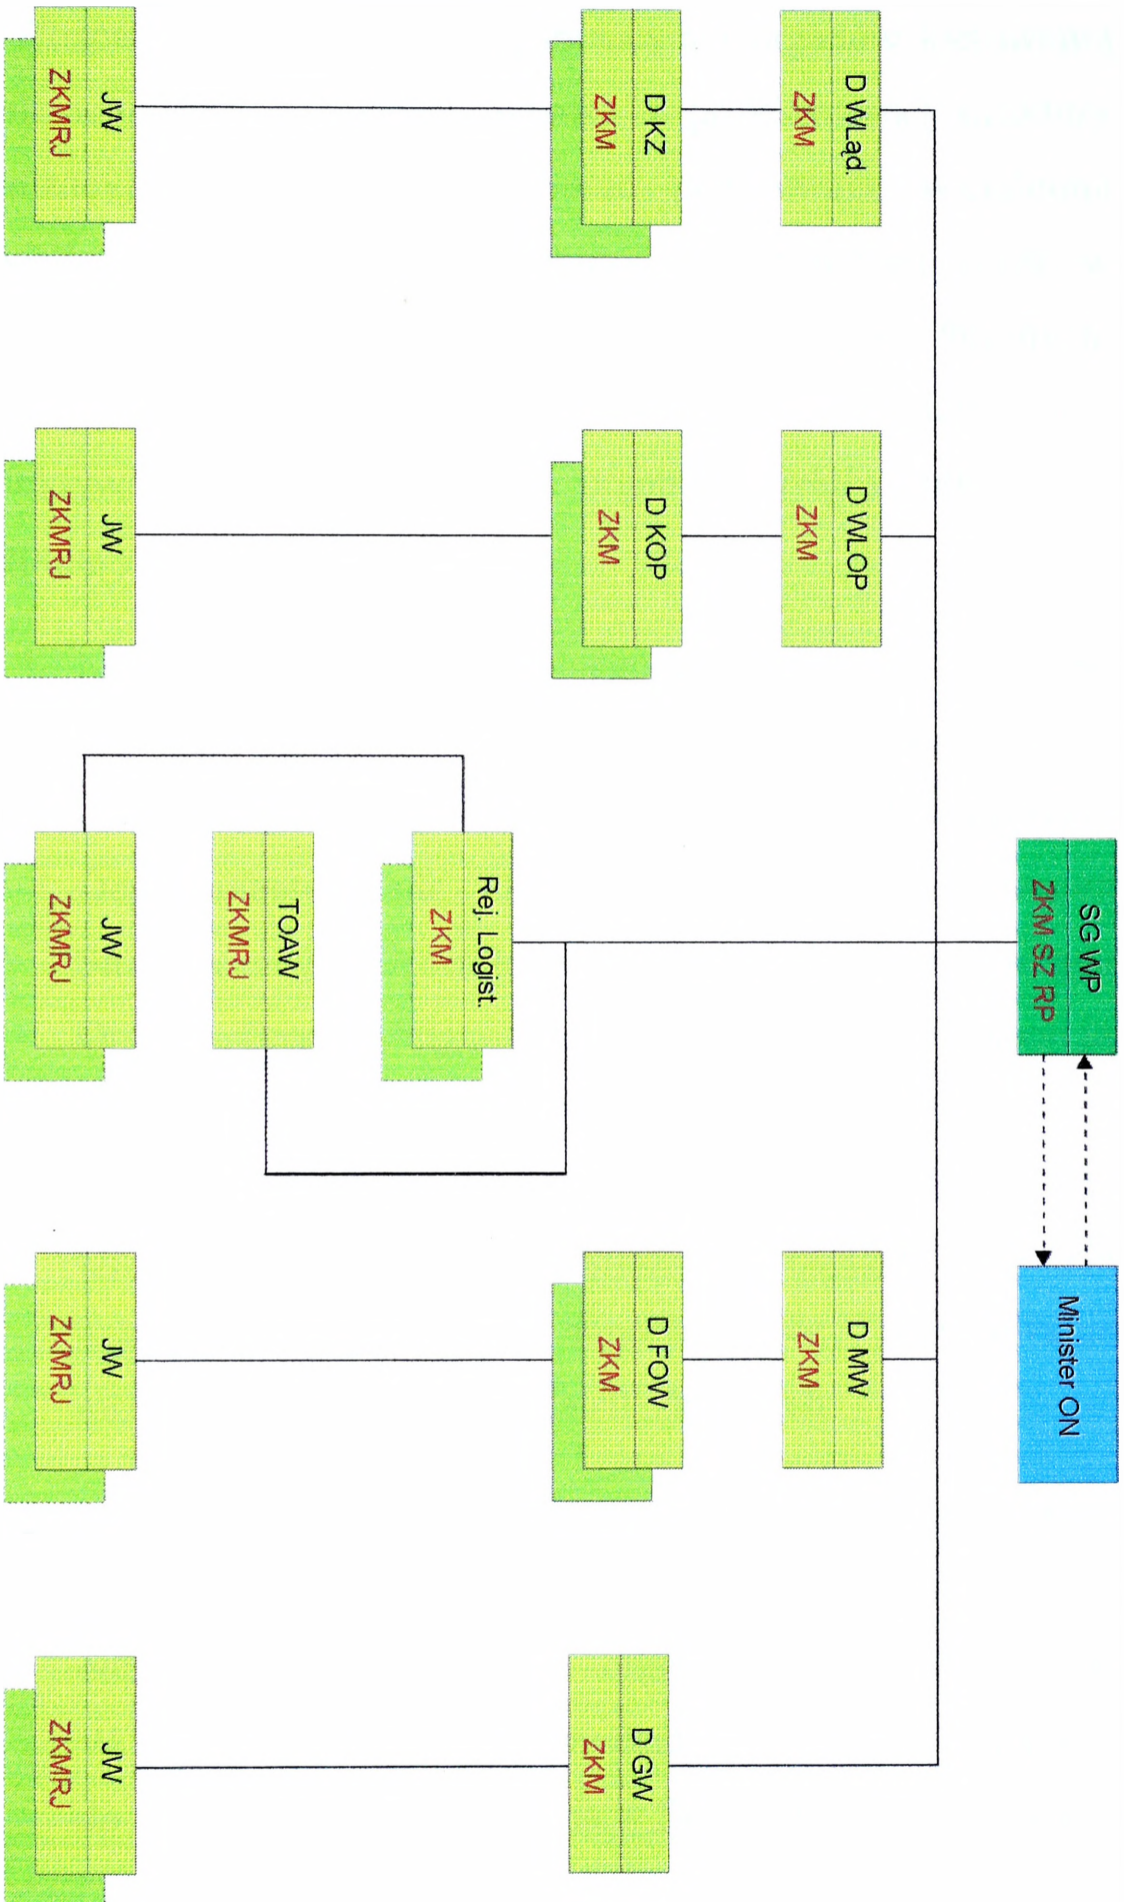 SG WP
ZKM SZ RP
Minister ON
D WLąd.
ZKM
D WLOP
ZKM
D MW
ZKM
D KZ
ZKM
D KOP
ZKM
D FOW
ZKM
D GW
ZKM
Rej. Logist.
ZKM
TOAW
ZKMRJ
JW
ZKMRJ
JW
ZKMRJ
JW
ZKMRJ
JW
ZKMRJ
JW
ZKMRJ